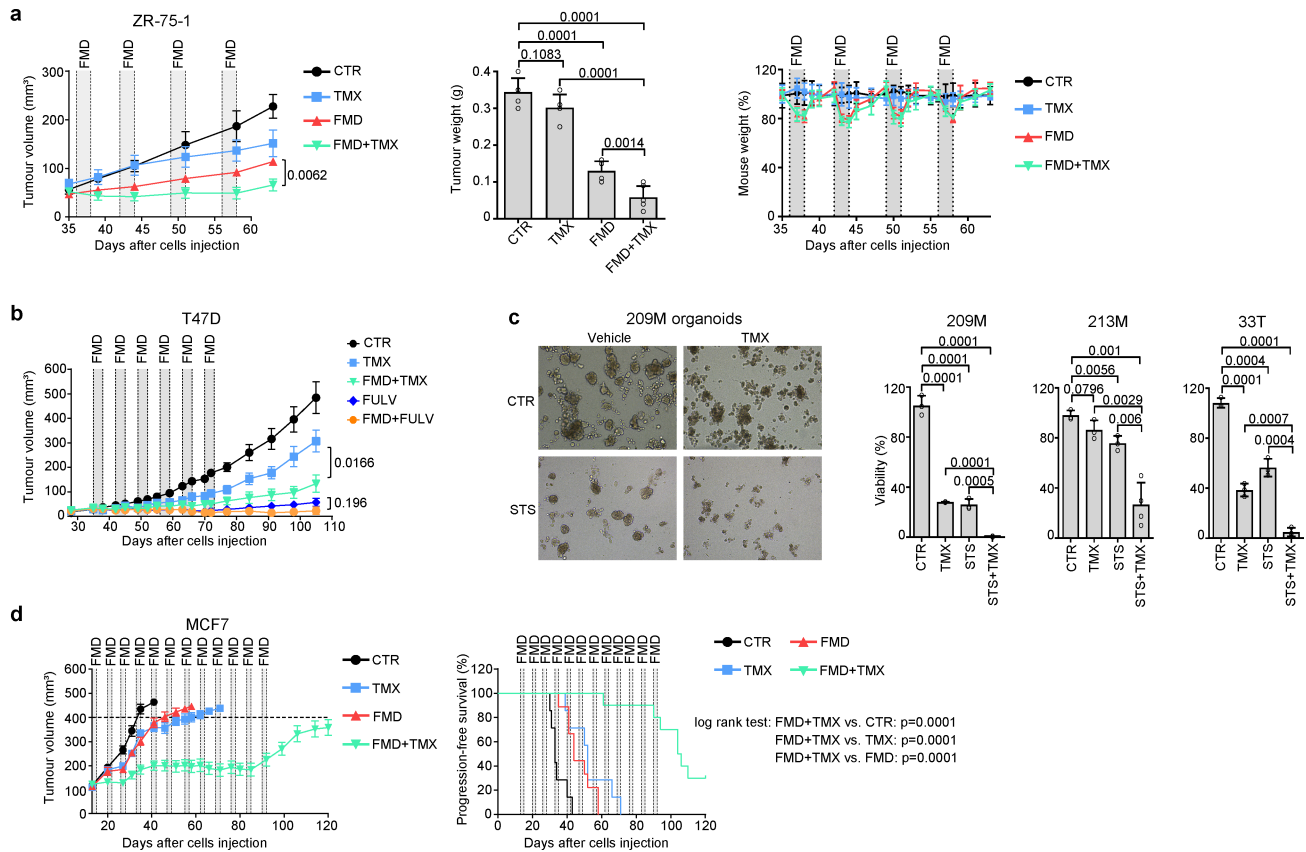 a
ZR-75-1
FMD
FMD
FMD
FMD
300
200
100
0
Tumour volume (mm³)
35
40
45
50
55
60
Days after cells injection
CTR
TMX
FMD
FMD+TMX
0.0062
0.0001
0.0001
0.1083
0.0001
0.0014
0.4
0.3
0.2
0.1
0
Tumour weight (g)
CTR
TMX
FMD
FMD+TMX
FMD
FMD
FMD
FMD
120
80
40
0
Mouse weight (%)
35
40
45
50
55
60
Days after cells injection
CTR
TMX
FMD
FMD+TMX
b
T47D
FMD
FMD
FMD
FMD
FMD
FMD
600
500
400
300
200
100
0
Tumour volume (mm³)
30
40
50
60
70
80
90
100
110
Days after cells injection
CTR
TMX
FMD+TMX
FULV
FMD+FULV
0.0166
0.196
c
209M organoids
Vehicle
TMX
CTR
STS
209M
0.0001
0.0001
0.0001
0.0001
0.0005
120
80
40
0
Viability (%)
CTR
TMX
STS
STS+TMX
213M
0.001
0.0056
0.0796
0.0029
0.006
120
80
40
0
CTR
TMX
STS
STS+TMX
33T
0.0001
0.0004
0.0001
0.0007
0.0004
120
80
40
0
CTR
TMX
STS
STS+TMX
d
MCF7
FMD
FMD
FMD
FMD
FMD
FMD
FMD
FMD
FMD
FMD
600
500
400
300
200
100
0
Tumour volume (mm³)
20
40
60
80
100
120
Days after cells injection
CTR
TMX
FMD
FMD+TMX
FMD
FMD
FMD
FMD
FMD
FMD
FMD
FMD
FMD
FMD
120
100
80
60
40
20
0
Progression-free survival (%)
0
20
40
60
80
100
120
Days after cells injection
CTR
FMD
TMX
FMD+TMX
log rank test: FMD+TMX vs. CTR: p=0.0001
FMD+TMX vs. TMX: p=0.0001
FMD+TMX vs. FMD: p=0.0001